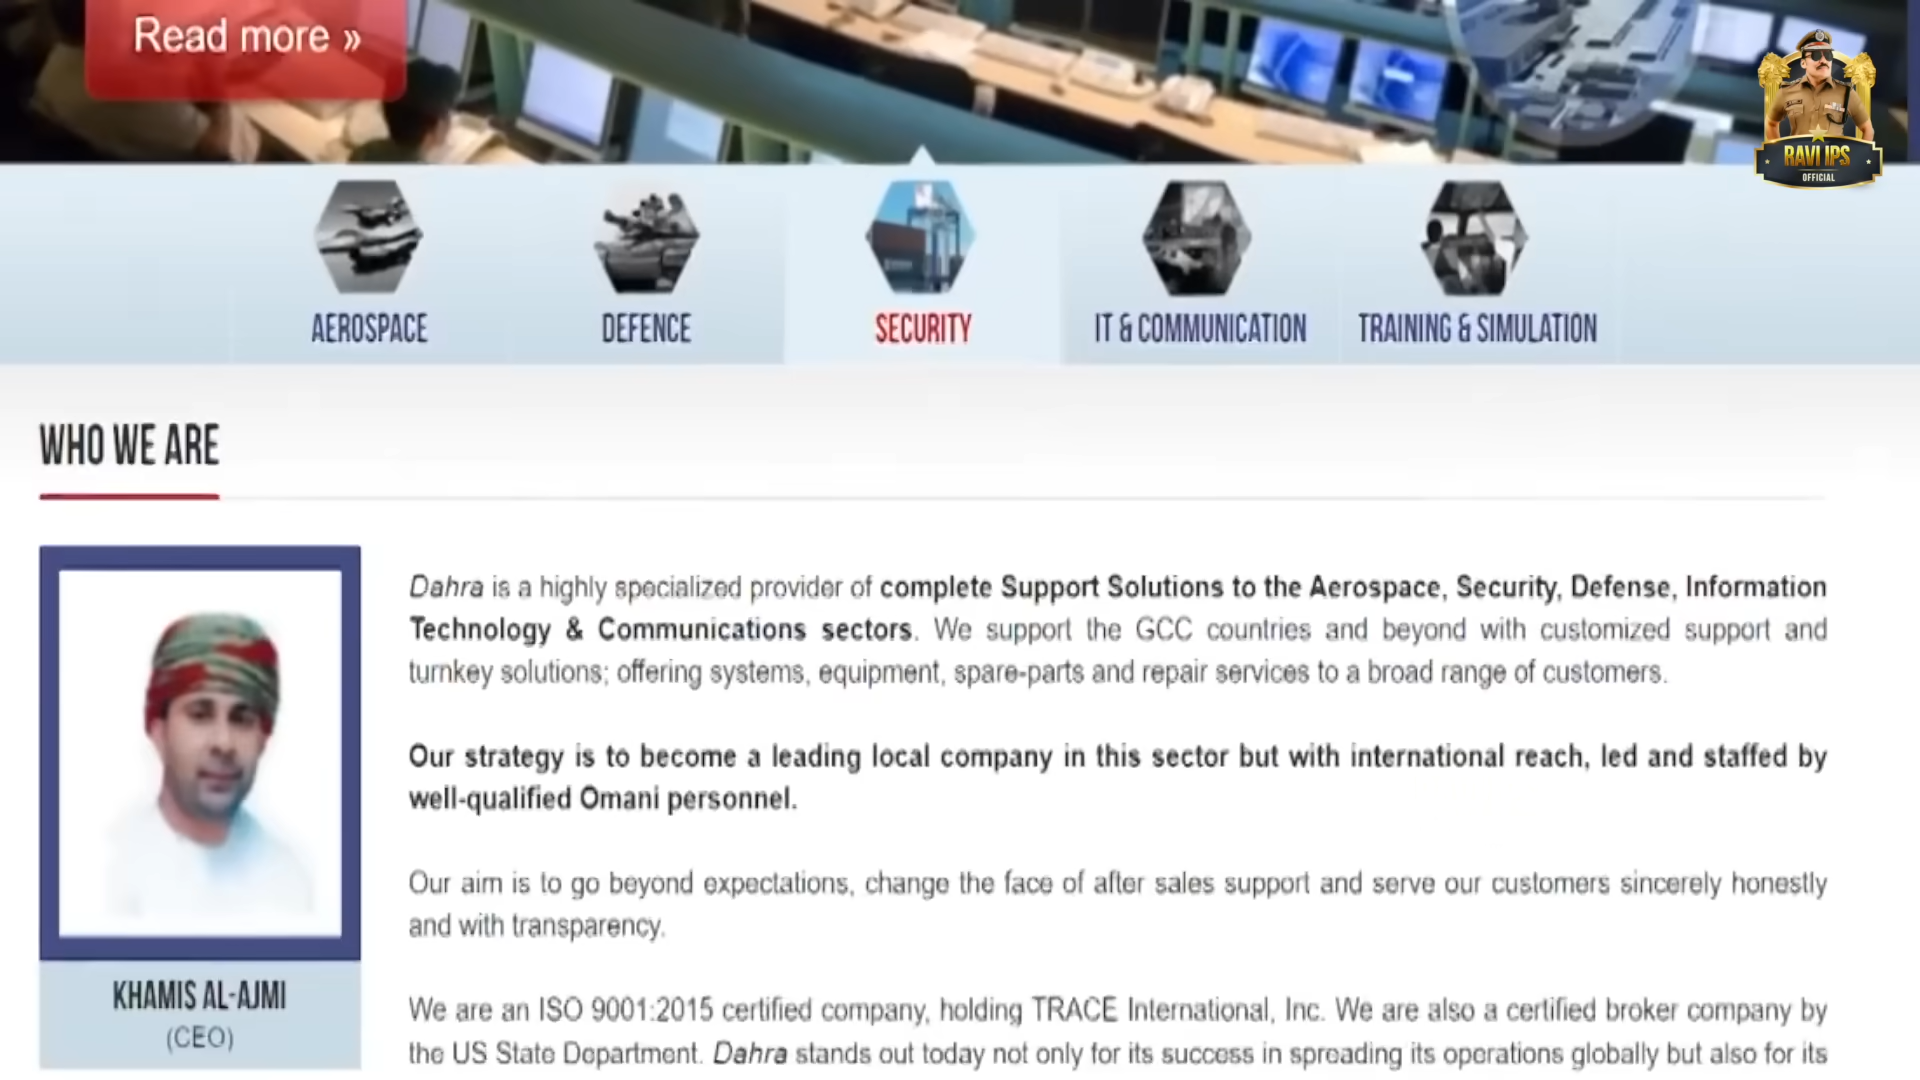 Read more »
RAVI IPS
OFFICIAL
AEROSPACE
DEFENCE
SECURITY
IT & COMMUNICATION
TRAINING & SIMULATION
WHO WE ARE
Dahra is a highly specialized provider of complete Support Solutions to the Aerospace, Security, Defense, Information
Technology & Communications sectors. We support the GCC countries and beyond with customized support and
turnkey solutions; offering systems, equipment, spare-parts and repair services to a broad range of customers.
Our strategy is to become a leading local company in this sector but with international reach, led and staffed by
well-qualified Omani personnel.
Our aim is to go beyond expectations, change the face of after sales support and serve our customers sincerely honestly
and with transparency.
We are an ISO 9001:2015 certified company, holding TRACE International, Inc. We are also a certified broker company by
the US State Department. Dahra stands out today not only for its success in spreading its operations globally but also for its
KHAMIS AL-AJMI
(CEO)